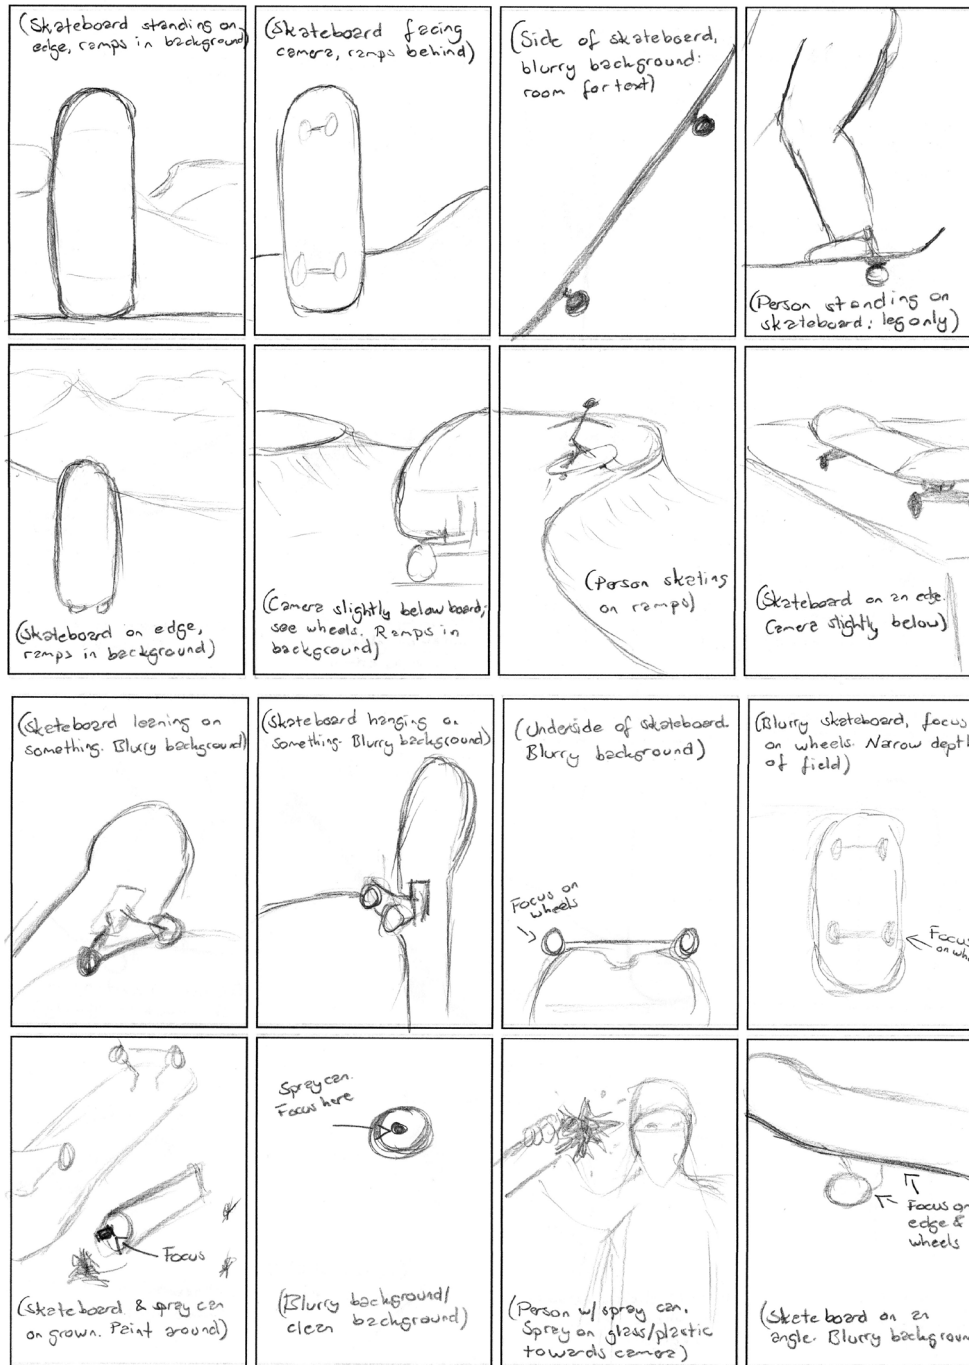 (Skateboard standing on
edge, ramps in background)
(Skateboard facing
camera, ramps behind)
(Side of skateboard,
blurry background:
room for text)
(Person standing on
skateboard: leg only)
(Skateboard on edge,
ramps in background)
(Camera slightly below board;
see wheels. Ramps in
background)
(Person skating
on ramps)
(Skateboard on an edge.
Camera slightly below)
(Skateboard leaning on
something. Blurry background)
(Skateboard hanging on
something. Blurry background)
(Underside of skateboard.
Blurry background)
Focus on
wheels
(Blurry skateboard, focus
on wheels. Narrow depth
of field)
Focus
on whe
Focus
(Skateboard & spray can
on grown. Paint around)
Spray can.
Focus here
(Blurry background/
clean background)
(Person w/ spray can,
Spray on glass/plastic
towards camera)
Focus on
edge &
wheels
(Skateboard on an
angle. Blurry backgroun